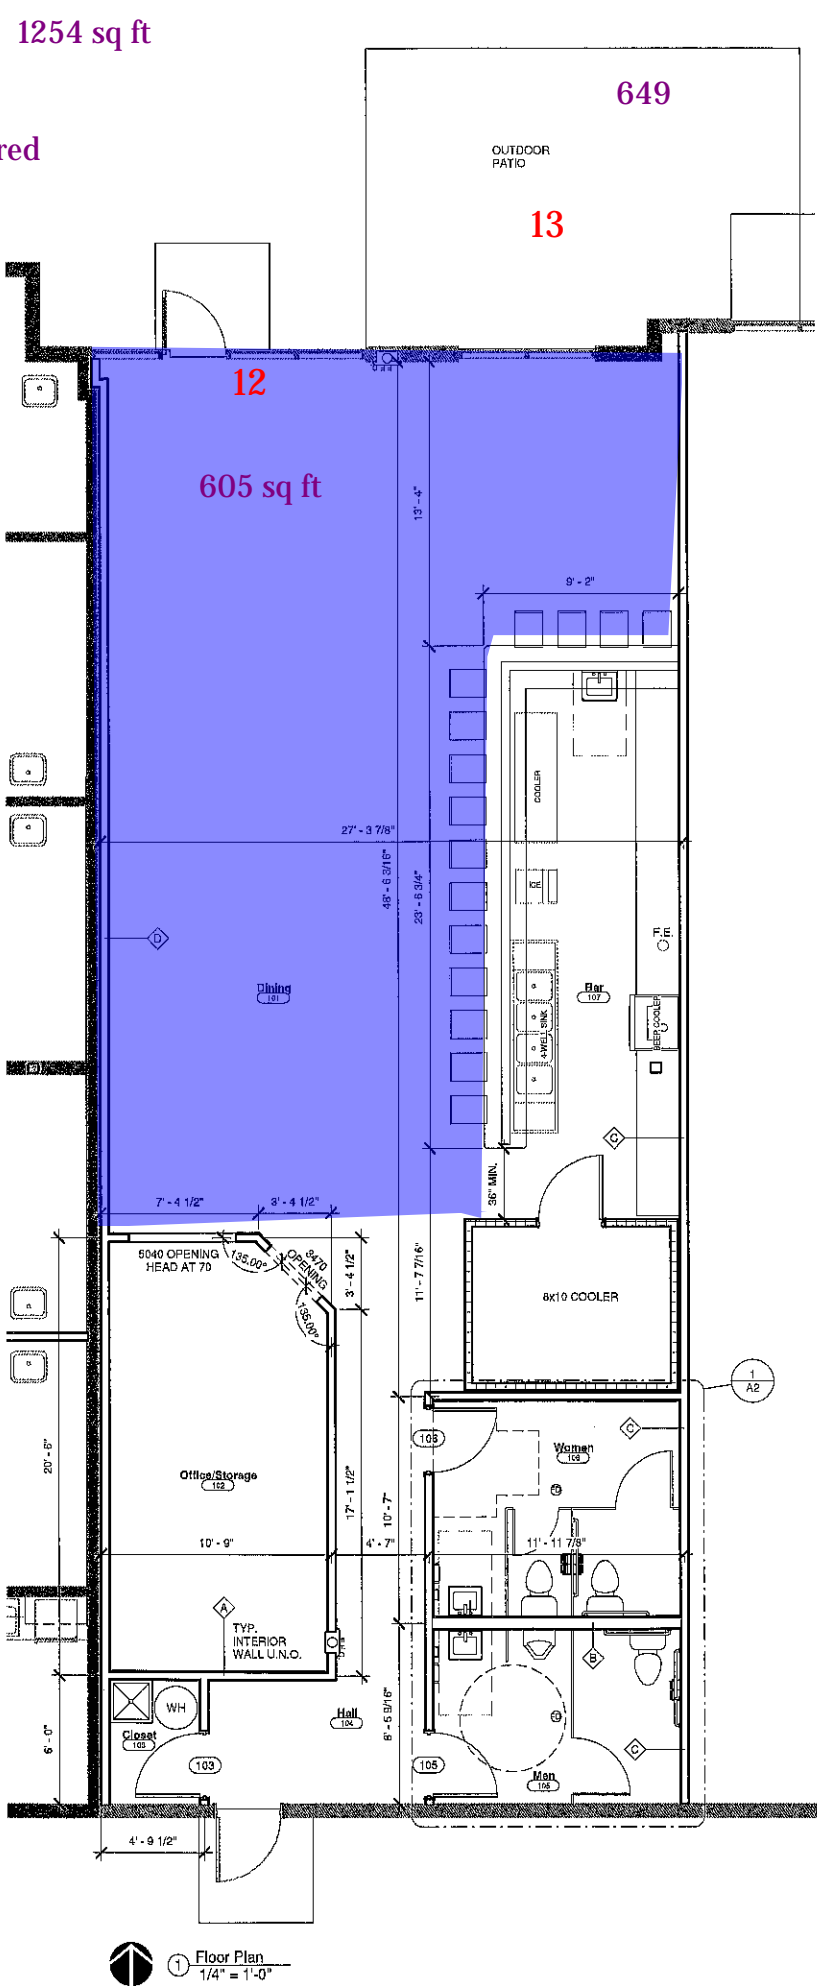 1254 sq ft
649
red
OUTDOOR
PATIO
13
12
605 sq ft
13' - 4"
9' - 2"
COOLER
27' - 3 7/8"
48' - 6 3/16"
23' - 6 3/4"
ICE
F.E.
D
Dining
101
Bar
107
4-WELL SINK
BEER COOLER
C
36" MIN.
7' - 4 1/2"
3' - 4 1/2"
5040 OPENING
HEAD AT 70
135.00°
3470
OPENING
135.00°
3' - 4 1/2"
11' - 7 7/16"
8x10 COOLER
1
A2
106
Women
106
C
20' - 6"
Office/Storage
102
17' - 1 1/2"
10' - 7"
10' - 9"
4' - 7"
11' - 11 7/8"
A
TYP.
INTERIOR
WALL U.N.O.
B
WH
Closet
103
Hall
104
8' - 5 9/16"
6' - 0"
103
105
Men
105
C
4' - 9 1/2"
1
Floor Plan
1/4" = 1'-0"